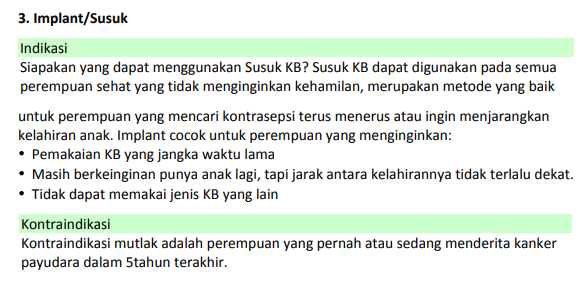 3. Implant/Susuk
Indikasi
Siapakan yang dapat menggunakan Susuk KB? Susuk KB dapat digunakan pada semua
perempuan sehat yang tidak menginginkan kehamilan, merupakan metode yang baik
untuk perempuan yang mencari kontrasepsi terus menerus atau ingin menjarangkan
kelahiran anak. Implant cocok untuk perempuan yang menginginkan:
• Pemakaian KB yang jangka waktu lama
• Masih berkeinginan punya anak lagi, tapi jarak antara kelahirannya tidak terlalu dekat.
• Tidak dapat memakai jenis KB yang lain
Kontraindikasi
Kontraindikasi mutlak adalah perempuan yang pernah atau sedang menderita kanker
payudara dalam 5tahun terakhir.